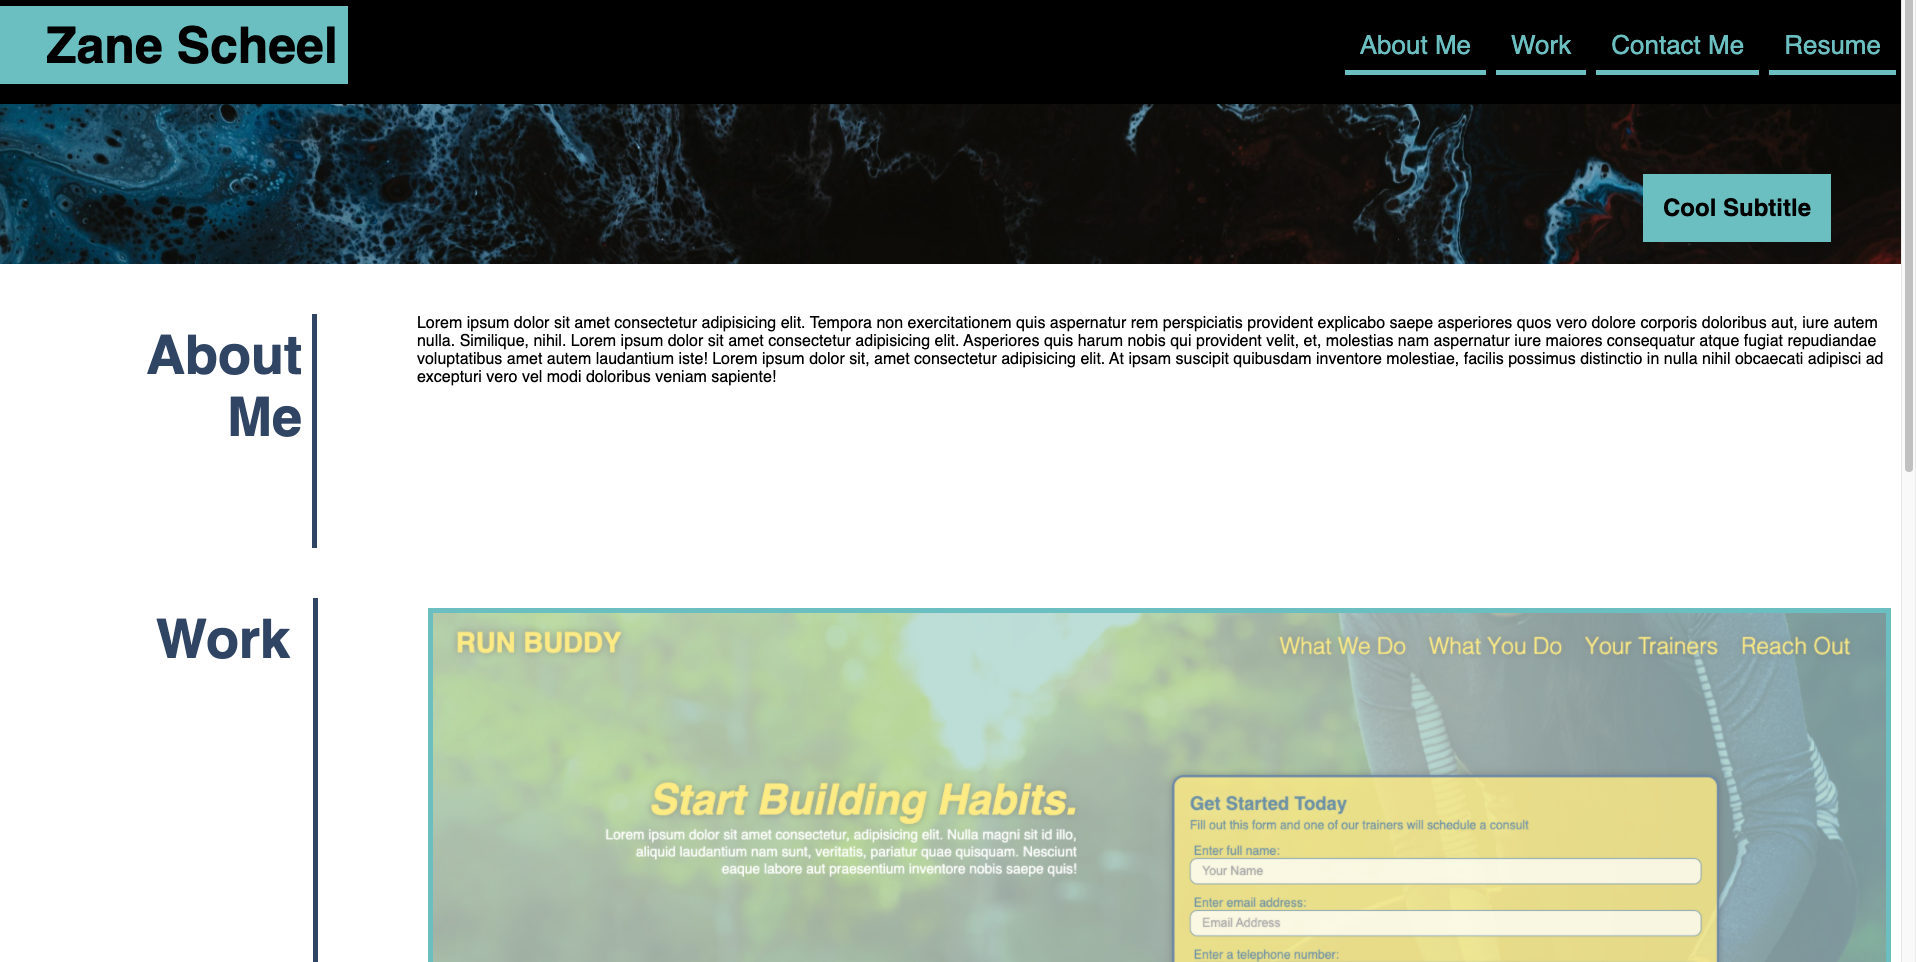 Zane Scheel
About Me Work Contact Me Resume
Cool Subtitle
About
Me
Lorem ipsum dolor sit amet consectetur adipisicing elit. Tempora non exercitationem quis aspernatur rem perspiciatis provident explicabo saepe asperiores quos vero dolore corporis doloribus aut, iure autem
nulla. Similique, nihil. Lorem ipsum dolor sit amet consectetur adipisicing elit. Asperiores quis harum nobis qui provident velit, et, molestias nam aspernatur iure maiores consequatur atque fugiat repudiandae
voluptatibus amet autem laudantium iste! Lorem ipsum dolor sit, amet consectetur adipisicing elit. At ipsam suscipit quibusdam inventore molestiae, facilis possimus distinctio in nulla nihil obcaecati adipisci ad
excepturi vero vel modi doloribus veniam sapiente!
Work
RUN BUDDY
What We Do What You Do Your Trainers Reach Out
Start Building Habits.
Lorem ipsum dolor sit amet consectetur, adipisicing elit. Nulla magni sit id illo,
aliquid laudantium nam sunt, veritatis, pariatur quae quisquam. Nesciunt
eaque labore aut praesentium inventore nobis saepe quis!
Get Started Today
Fill out this form and one of our trainers will schedule a consult
Enter full name:
Your Name
Enter email address:
Email Address
Enter a telephone number: